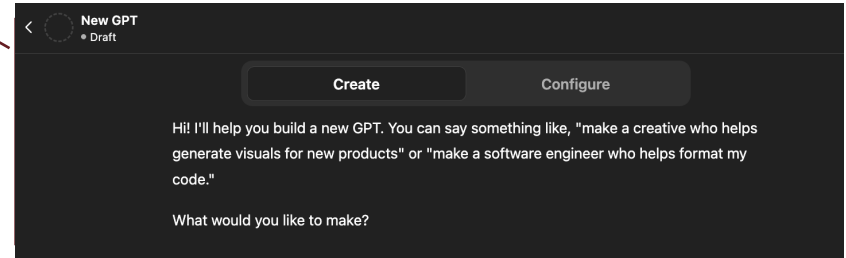 New GPT
• Draft
Create
Configure
Hi! I'll help you build a new GPT. You can say something like, "make a creative who helps
generate visuals for new products" or "make a software engineer who helps format my
code."
What would you like to make?